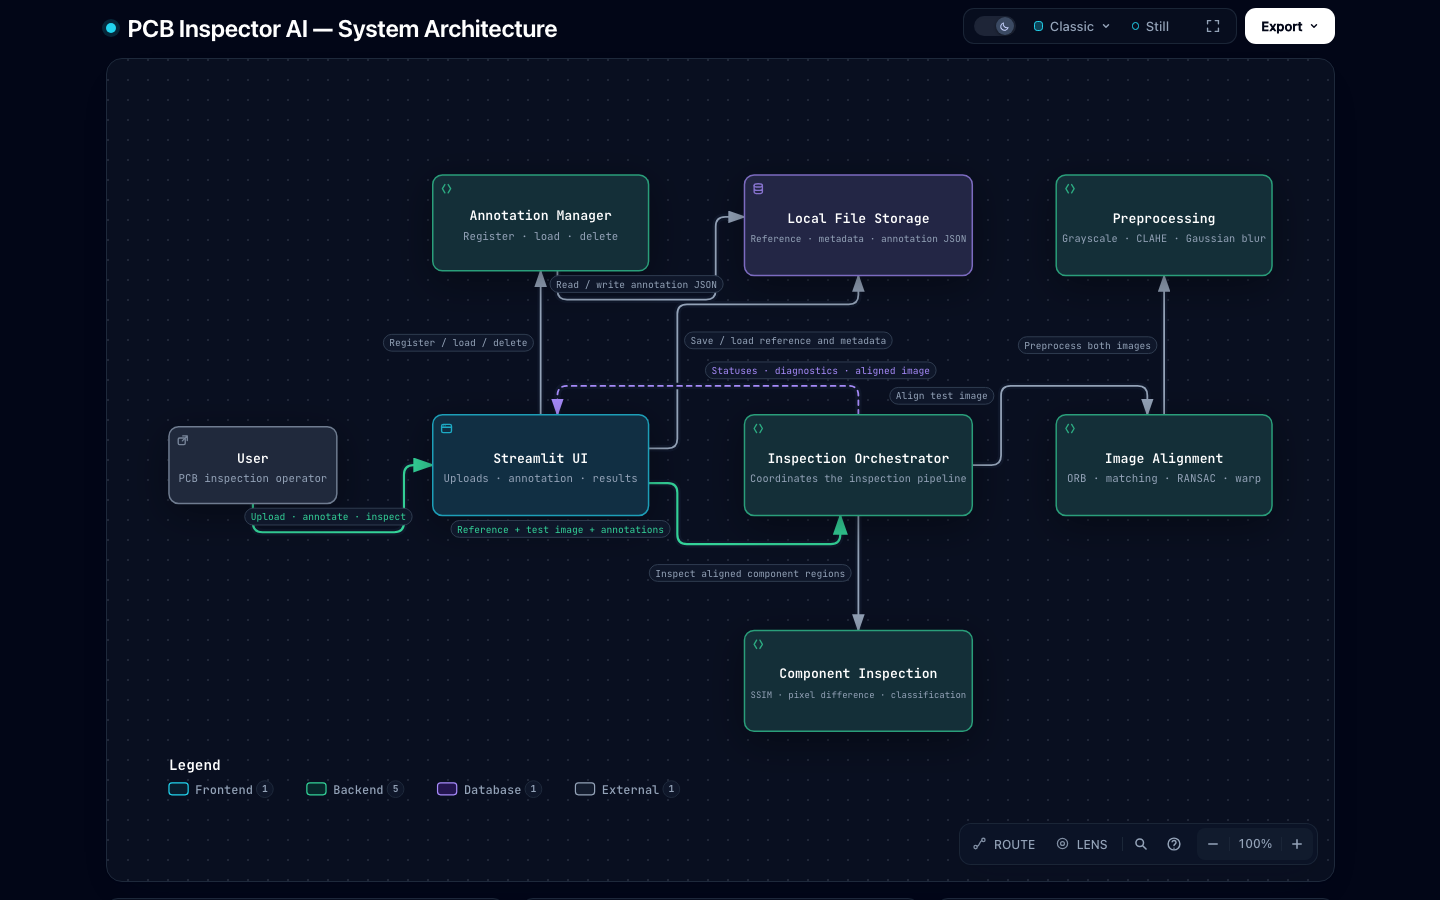 PCB Inspector AI — System Architecture
Classic
Still
Export
Annotation Manager
Register · load · delete
Local File Storage
Reference · metadata · annotation JSON
Preprocessing
Grayscale · CLAHE · Gaussian blur
Read / write annotation JSON
Register / load / delete
Save / load reference and metadata
Preprocess both images
Statuses · diagnostics · aligned image
Align test image
User
PCB inspection operator
Streamlit UI
Uploads · annotation · results
Inspection Orchestrator
Coordinates the inspection pipeline
Image Alignment
ORB · matching · RANSAC · warp
Upload · annotate · inspect
Reference + test image + annotations
Inspect aligned component regions
Component Inspection
SSIM · pixel difference · classification
Legend
Frontend 1
Backend 5
Database 1
External 1
ROUTE
LENS
100%